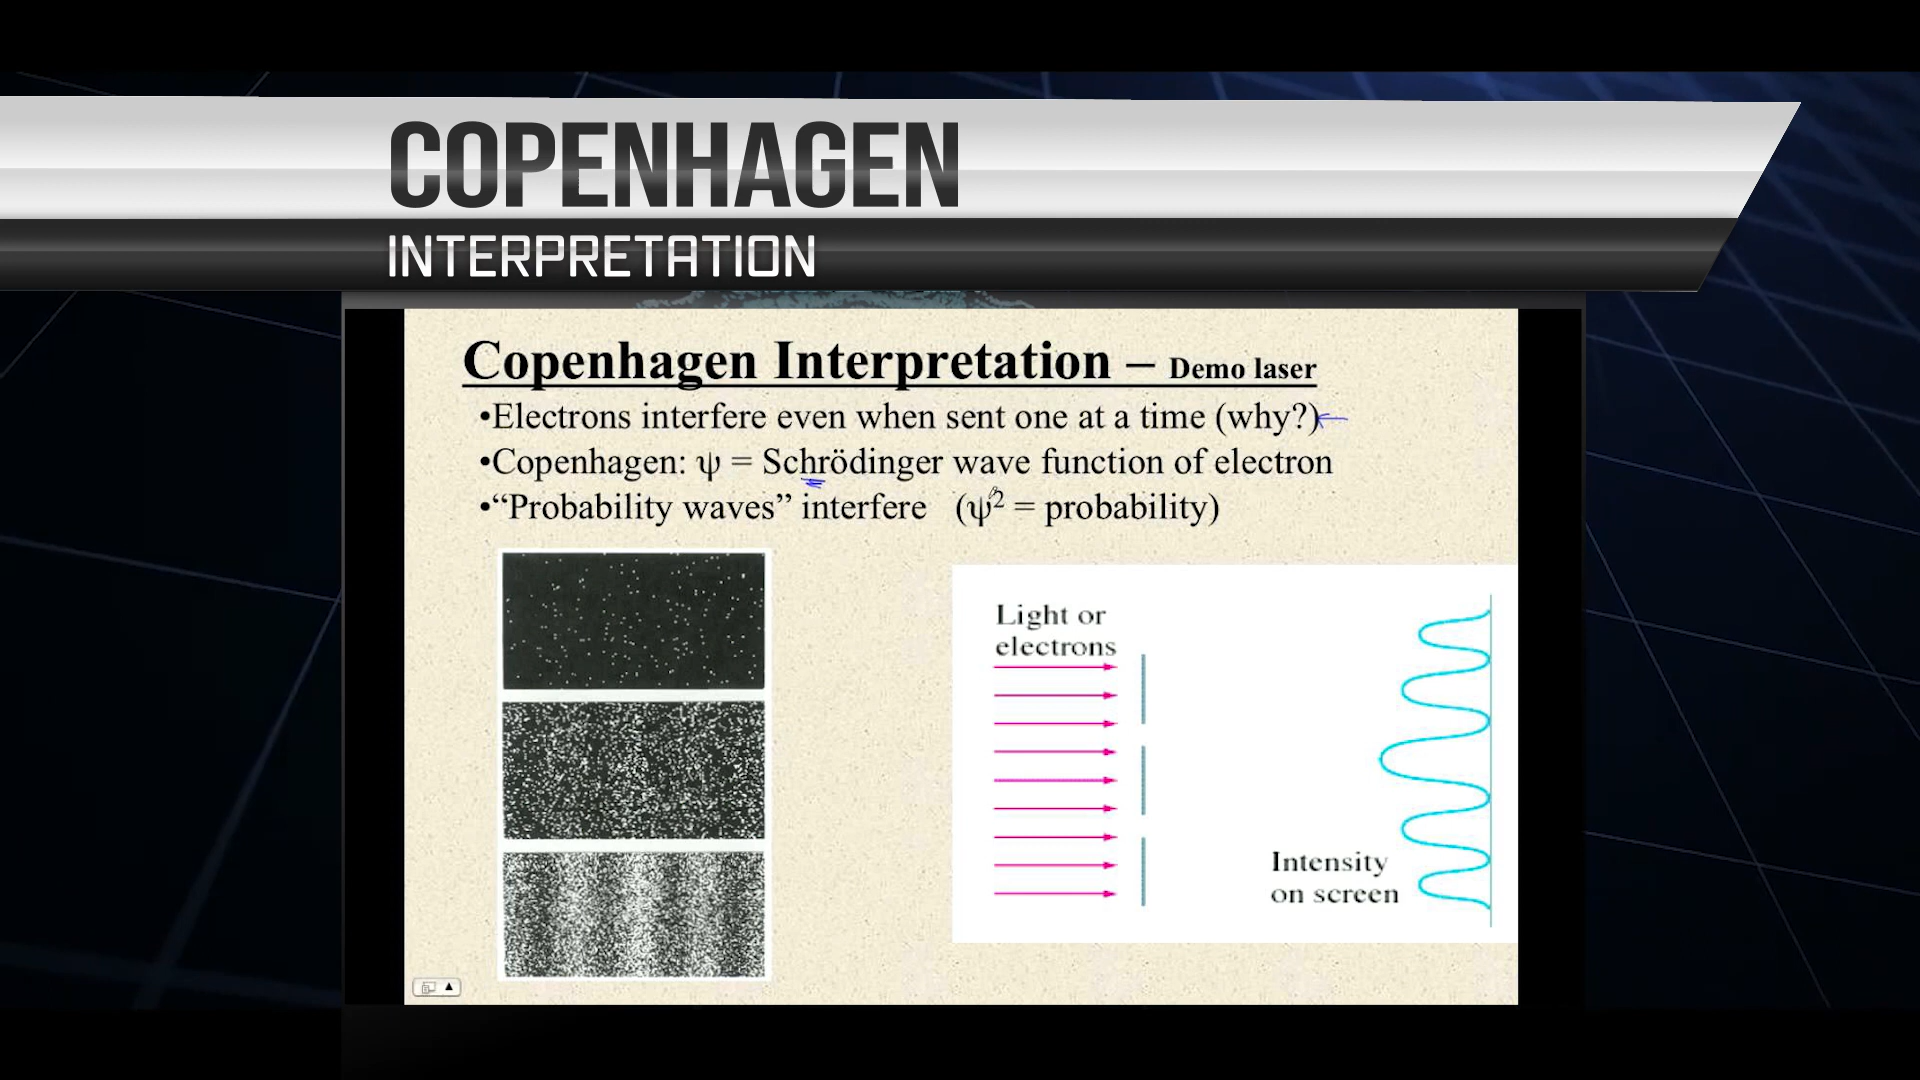 COPENHAGEN
INTERPRETATION
Copenhagen Interpretation – Demo laser
•Electrons interfere even when sent one at a time (why?)
•Copenhagen: ψ = Schrödinger wave function of electron
•“Probability waves” interfere (ψ² = probability)
Light or
electrons
Intensity
on screen